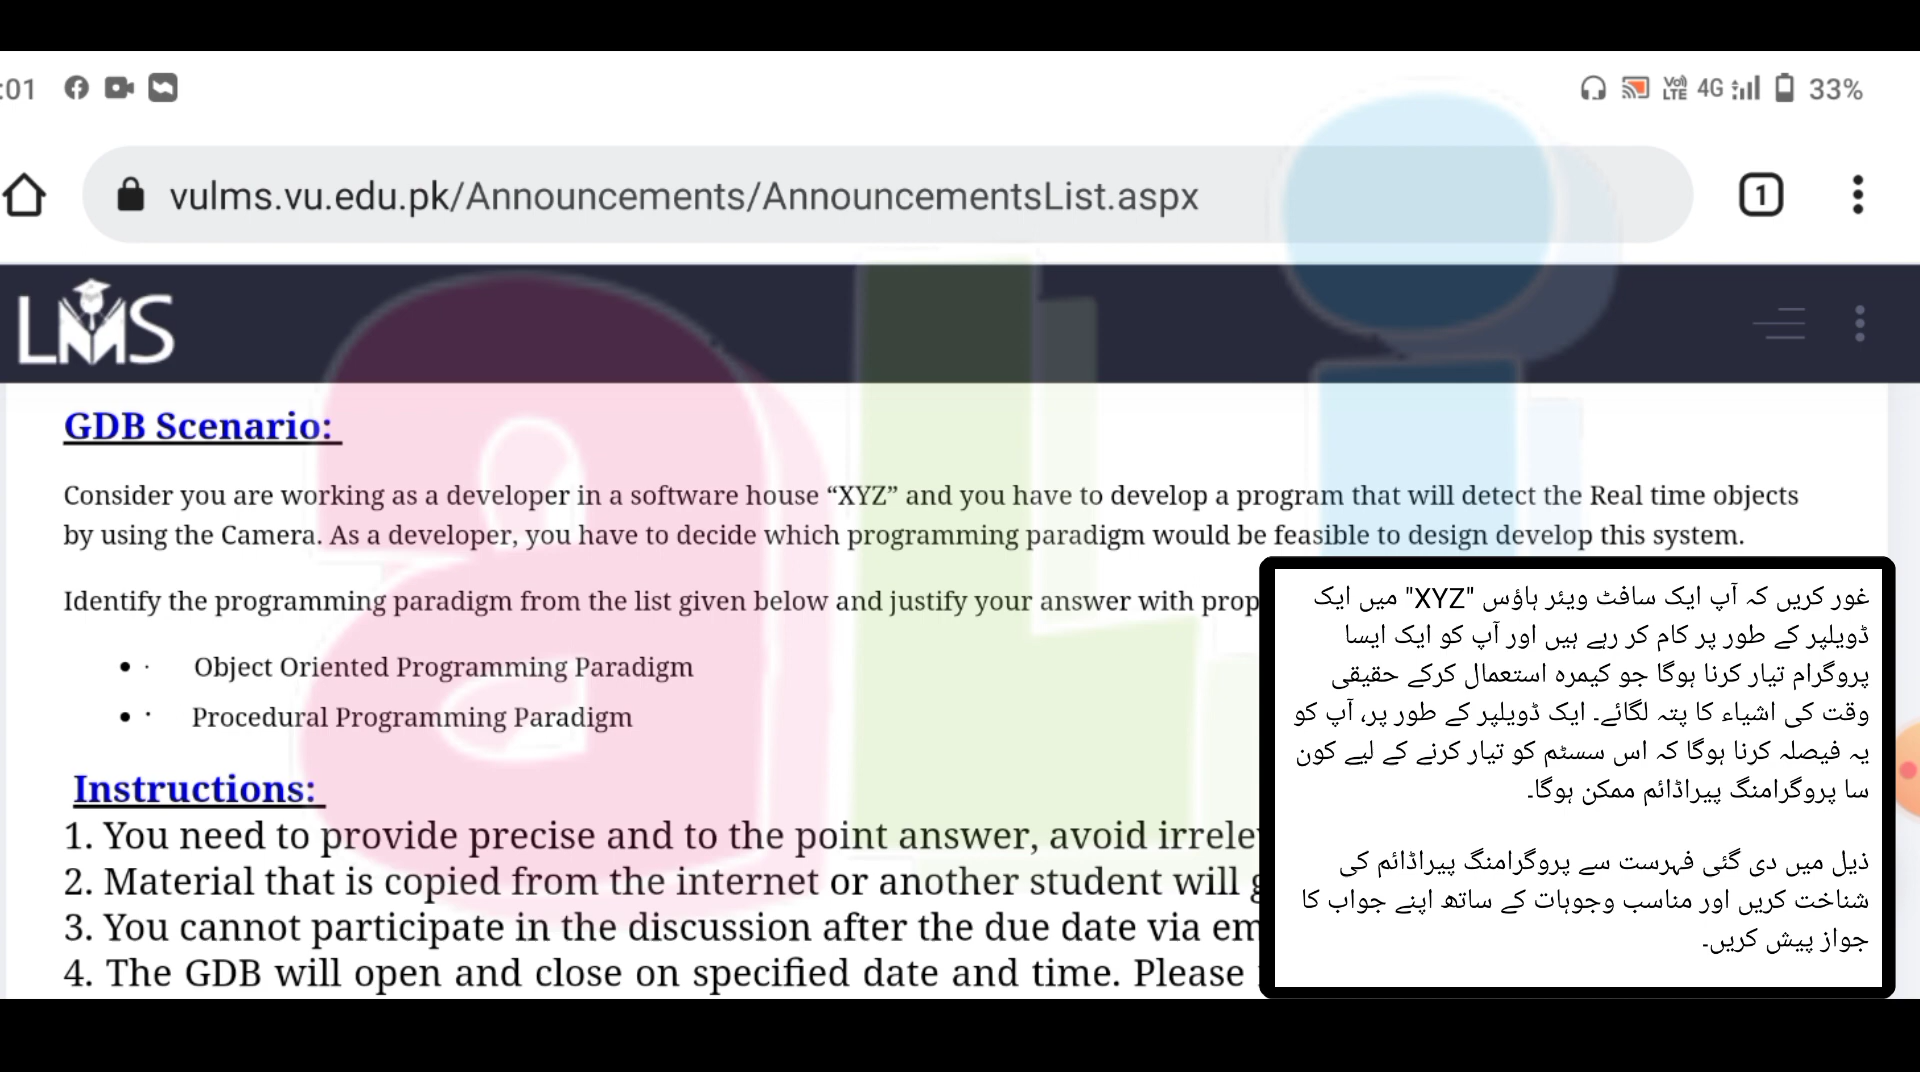 :01
VoI) LTE 4G 33%
vulms.vu.edu.pk/Announcements/AnnouncementsList.aspx
1
LMS
GDB Scenario:
Consider you are working as a developer in a software house “XYZ” and you have to develop a program that will detect the Real time objects
by using the Camera. As a developer, you have to decide which programming paradigm would be feasible to design develop this system.
Identify the programming paradigm from the list given below and justify your answer with prop
• · Object Oriented Programming Paradigm
• · Procedural Programming Paradigm
Instructions:
1. You need to provide precise and to the point answer, avoid irrele
2. Material that is copied from the internet or another student will g
3. You cannot participate in the discussion after the due date via em
4. The GDB will open and close on specified date and time. Please
غور کریں کہ آپ ایک سافٹ ویئر ہاؤس "XYZ" میں ایک
ڈویلپر کے طور پر کام کر رہے ہیں اور آپ کو ایک ایسا
پروگرام تیار کرنا ہوگا جو کیمرہ استعمال کرکے حقیقی
وقت کی اشیاء کا پتہ لگائے۔ ایک ڈویلپر کے طور پر، آپ کو
یہ فیصلہ کرنا ہوگا کہ اس سسٹم کو تیار کرنے کے لیے کون
سا پروگرامنگ پیراڈائم ممکن ہوگا۔
ذیل میں دی گئی فہرست سے پروگرامنگ پیراڈائم کی
شناخت کریں اور مناسب وجوہات کے ساتھ اپنے جواب کا
جواز پیش کریں۔
aLi